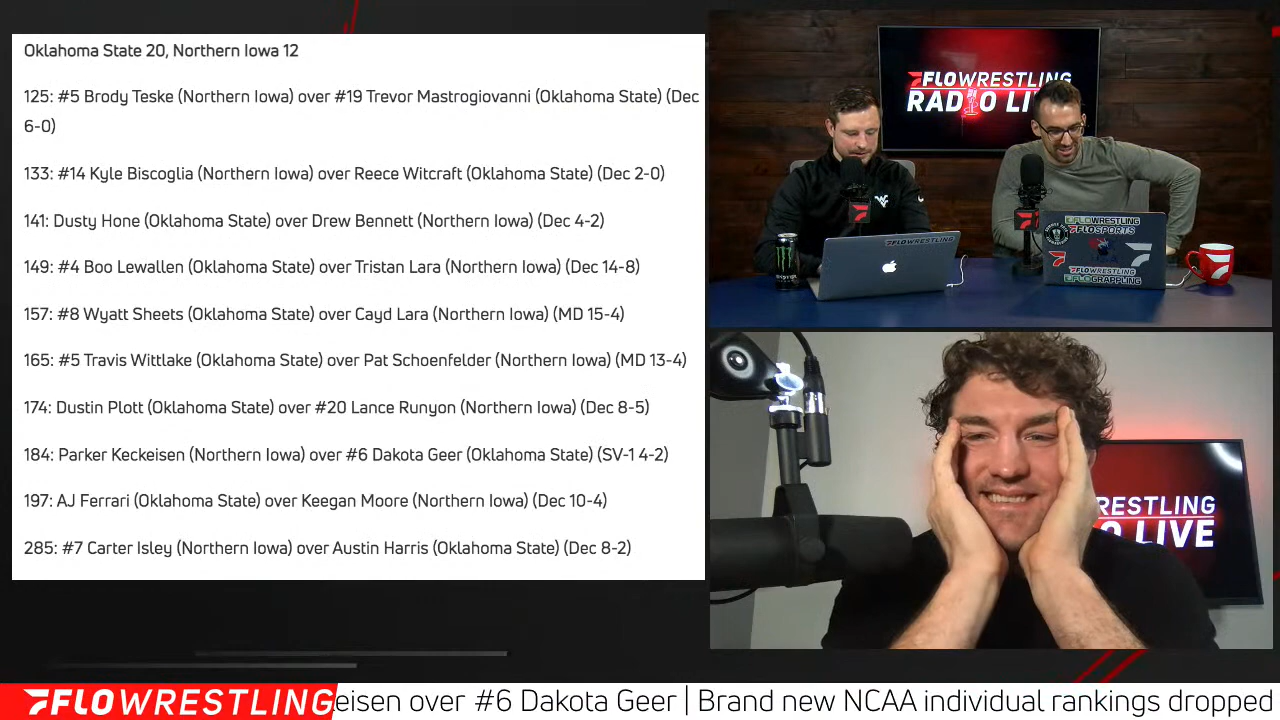 Oklahoma State 20, Northern Iowa 12
125: #5 Brody Teske (Northern Iowa) over #19 Trevor Mastrogiovanni (Oklahoma State) (Dec
6-0)
133: #14 Kyle Biscoglia (Northern Iowa) over Reece Witcraft (Oklahoma State) (Dec 2-0)
141: Dusty Hone (Oklahoma State) over Drew Bennett (Northern Iowa) (Dec 4-2)
149: #4 Boo Lewallen (Oklahoma State) over Tristan Lara (Northern Iowa) (Dec 14-8)
157: #8 Wyatt Sheets (Oklahoma State) over Cayd Lara (Northern Iowa) (MD 15-4)
165: #5 Travis Wittlake (Oklahoma State) over Pat Schoenfelder (Northern Iowa) (MD 13-4)
174: Dustin Plott (Oklahoma State) over #20 Lance Runyon (Northern Iowa) (Dec 8-5)
184: Parker Keckeisen (Northern Iowa) over #6 Dakota Geer (Oklahoma State) (SV-1 4-2)
197: AJ Ferrari (Oklahoma State) over Keegan Moore (Northern Iowa) (Dec 10-4)
285: #7 Carter Isley (Northern Iowa) over Austin Harris (Oklahoma State) (Dec 8-2)
FLOWRESTLING
RADIO LI
FLOWRESTLING
FLOWRESTLING
FLOSPORTS
FLOWRESTLING
FLOGRAPPLING
RESTLING
O LIVE
FLOWRESTLING
eisen over #6 Dakota Geer | Brand new NCAA individual rankings dropped